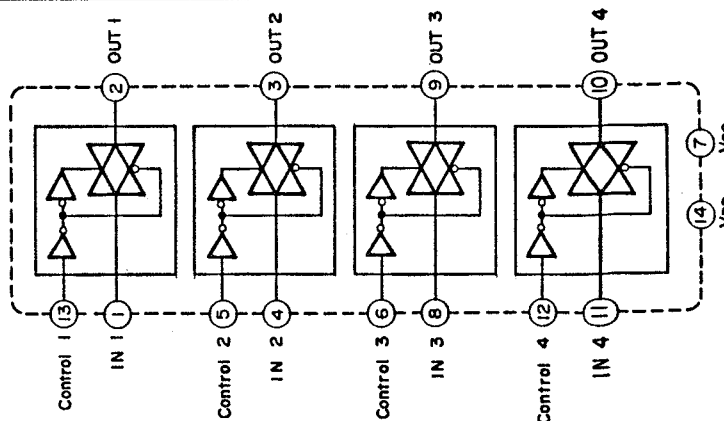 OUT 1
OUT 2
OUT 3
OUT 4
2
3
9
10
7
14
13
1
5
4
6
8
12
11
Control 1
IN 1
Control 2
IN 2
Control 3
IN 3
Control 4
IN 4